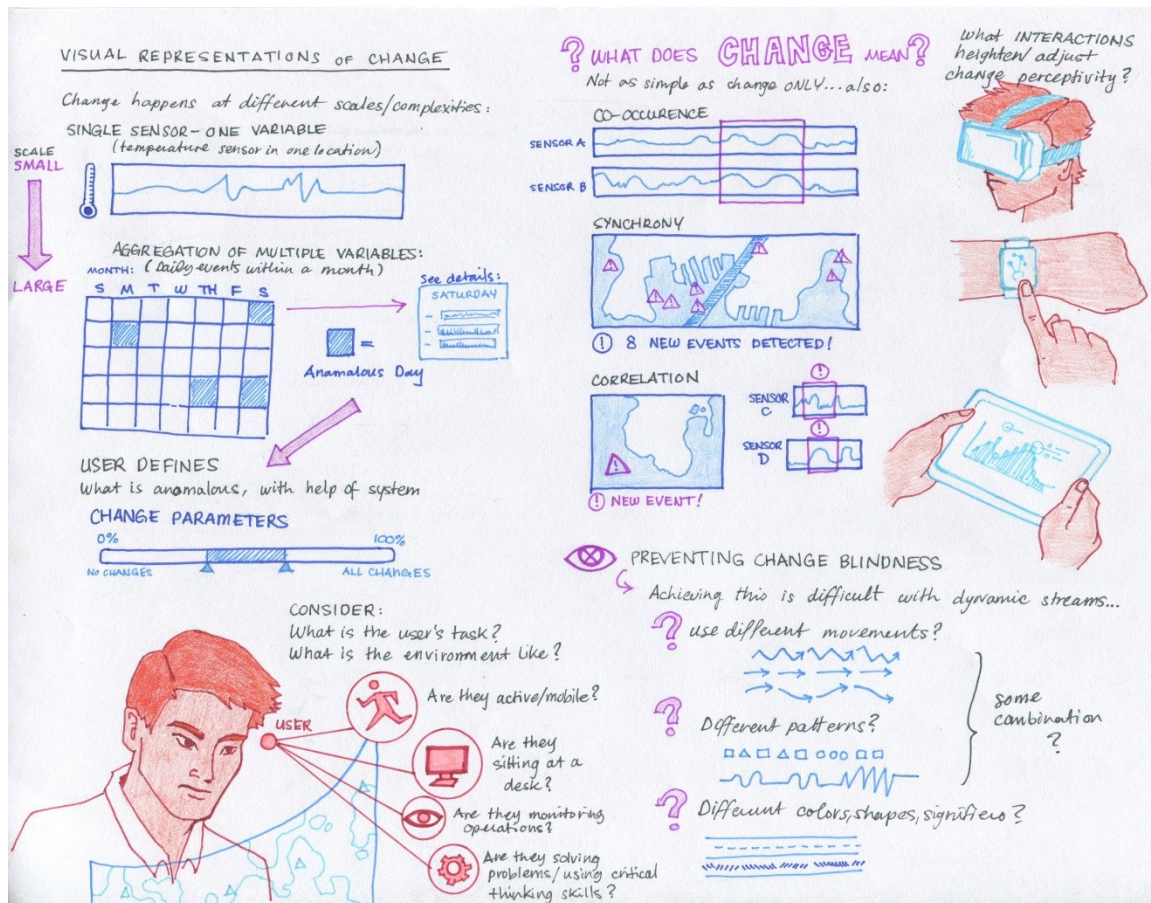 VISUAL REPRESENTATIONS OF CHANGE
Change happens at different scales/complexities:
SINGLE SENSOR-ONE VARIABLE
(temperature sensor in one location)
SCALE
SMALL
LARGE
AGGREGATION OF MULTIPLE VARIABLES:
MONTH: (Daily events within a month)
S M T W TH F S
See details:
SATURDAY
=
Anamalous Day
USER DEFINES
What is anomalous, with help of system
CHANGE PARAMETERS
0% 100%
NO CHANGES ALL CHANGES
CONSIDER:
What is the user's task?
What is the environment like?
USER
Are they active/mobile?
Are they
sitting at a
desk?
Are they monitoring
operations?
Are they solving
problems/using critical
thinking skills?
? WHAT DOES CHANGE MEAN?
Not as simple as change ONLY...also:
CO-OCCURENCE
SENSOR A
SENSOR B
SYNCHRONY
! 8 NEW EVENTS DETECTED!
CORRELATION
SENSOR
C
SENSOR
D
! NEW EVENT!
What INTERACTIONS
heighten/adjust
change perceptivity?
PREVENTING CHANGE BLINDNESS
Achieving this is difficult with dynamic streams...
? use different movements?
? Different patterns?
? Different colors, shapes, signifiers?
some
combination
?